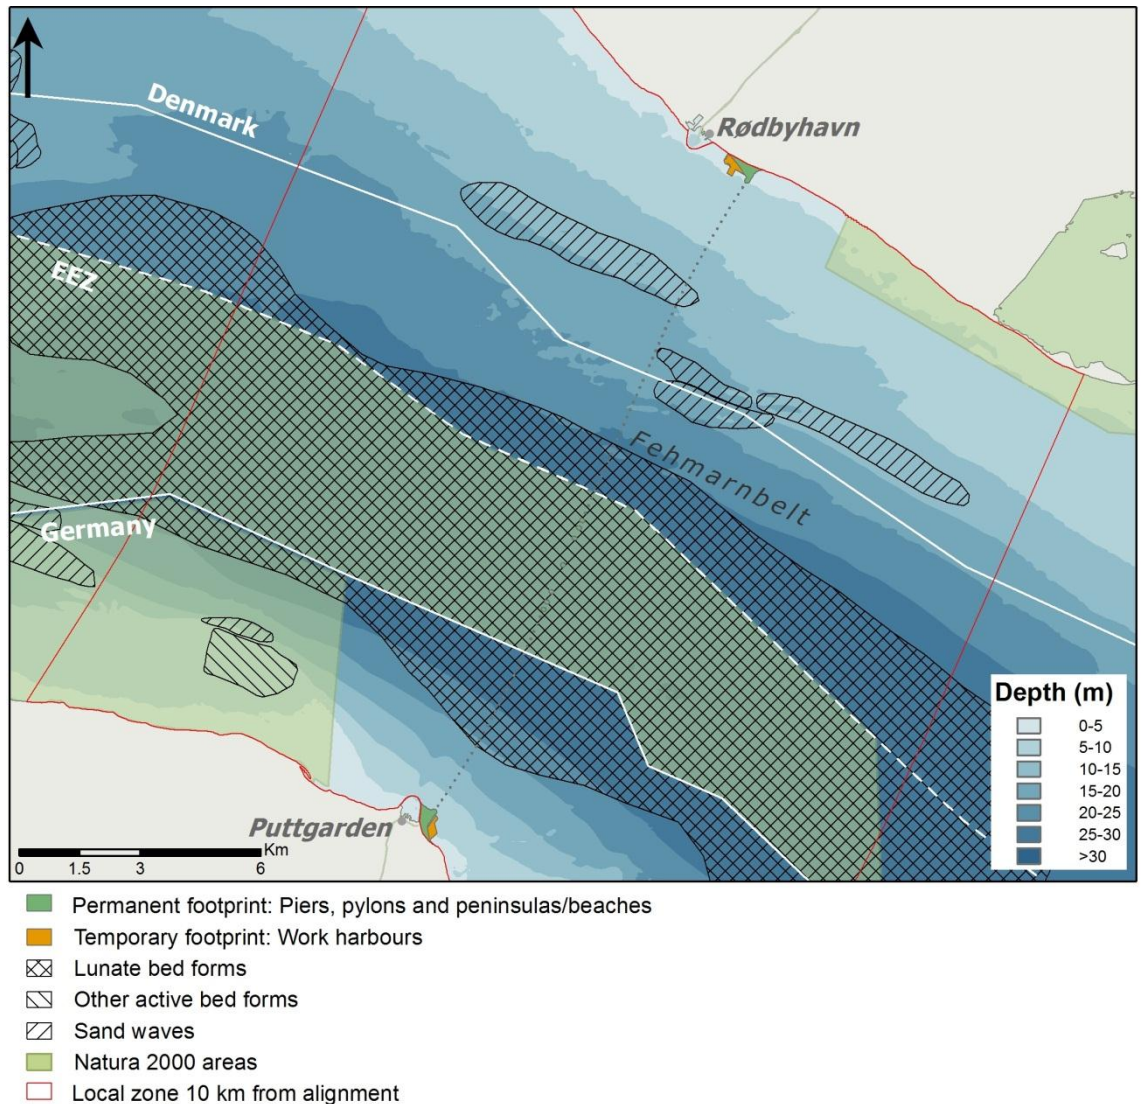 Denmark
Rødbyhavn
EEZ
Fehmarnbelt
Germany
Puttgarden
Km
0 1.5 3 6
Depth (m)
0-5
5-10
10-15
15-20
20-25
25-30
>30
Permanent footprint: Piers, pylons and peninsulas/beaches
Temporary footprint: Work harbours
Lunate bed forms
Other active bed forms
Sand waves
Natura 2000 areas
Local zone 10 km from alignment